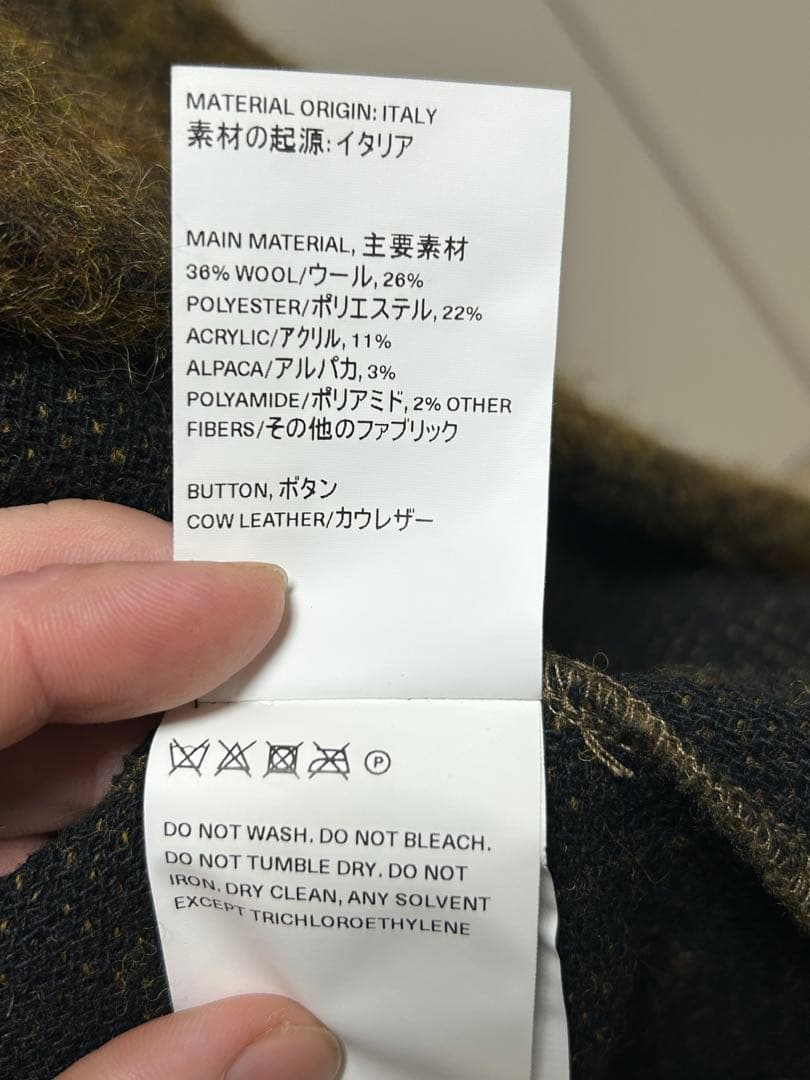 MATERIAL ORIGIN: ITALY
素材の起源:イタリア
MAIN MATERIAL, 主要素材
36% WOOL/ウール, 26%
POLYESTER/ポリエステル, 22%
ACRYLIC/アクリル, 11%
ALPACA/アルパカ, 3%
POLYAMIDE/ポリアミド, 2% OTHER
FIBERS/その他のファブリック
BUTTON, ボタン
COW LEATHER/カウレザー
P
DO NOT WASH. DO NOT BLEACH.
DO NOT TUMBLE DRY. DO NOT
IRON. DRY CLEAN, ANY SOLVENT
EXCEPT TRICHLOROETHYLENE